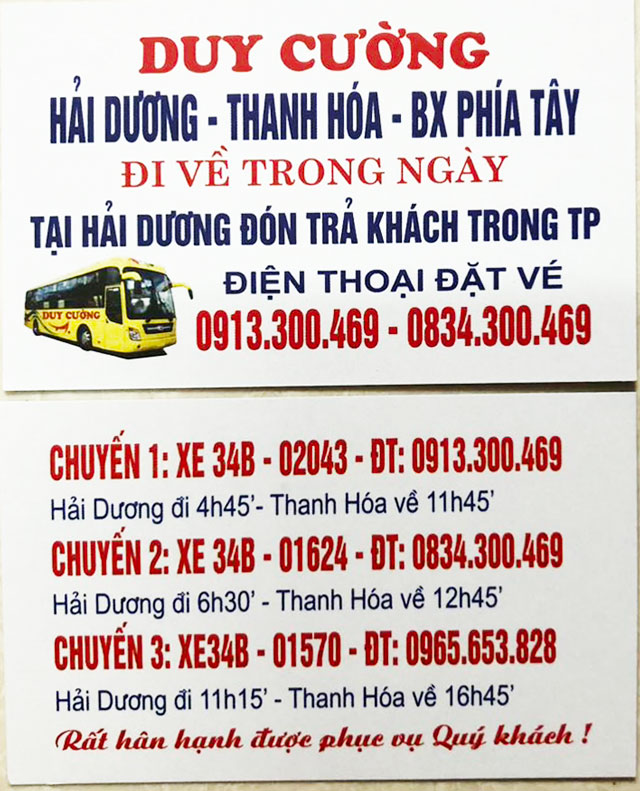 DUY CƯỜNG
HẢI DƯƠNG - THANH HÓA - BX PHÍA TÂY
ĐI VỀ TRONG NGÀY
TẠI HẢI DƯƠNG ĐÓN TRẢ KHÁCH TRONG TP
ĐIỆN THOẠI ĐẶT VÉ
DUY CƯỜNG
0913.300.469 - 0834.300.469
CHUYẾN 1: XE 34B - 02043 - ĐT: 0913.300.469
Hải Dương đi 4h45'- Thanh Hóa về 11h45'
CHUYẾN 2: XE 34B - 01624 - ĐT: 0834.300.469
Hải Dương đi 6h30' - Thanh Hóa về 12h45'
CHUYẾN 3: XE34B - 01570 - ĐT: 0965.653.828
Hải Dương đi 11h15' - Thanh Hóa về 16h45'
Rất hân hạnh được phục vụ Quý khách !